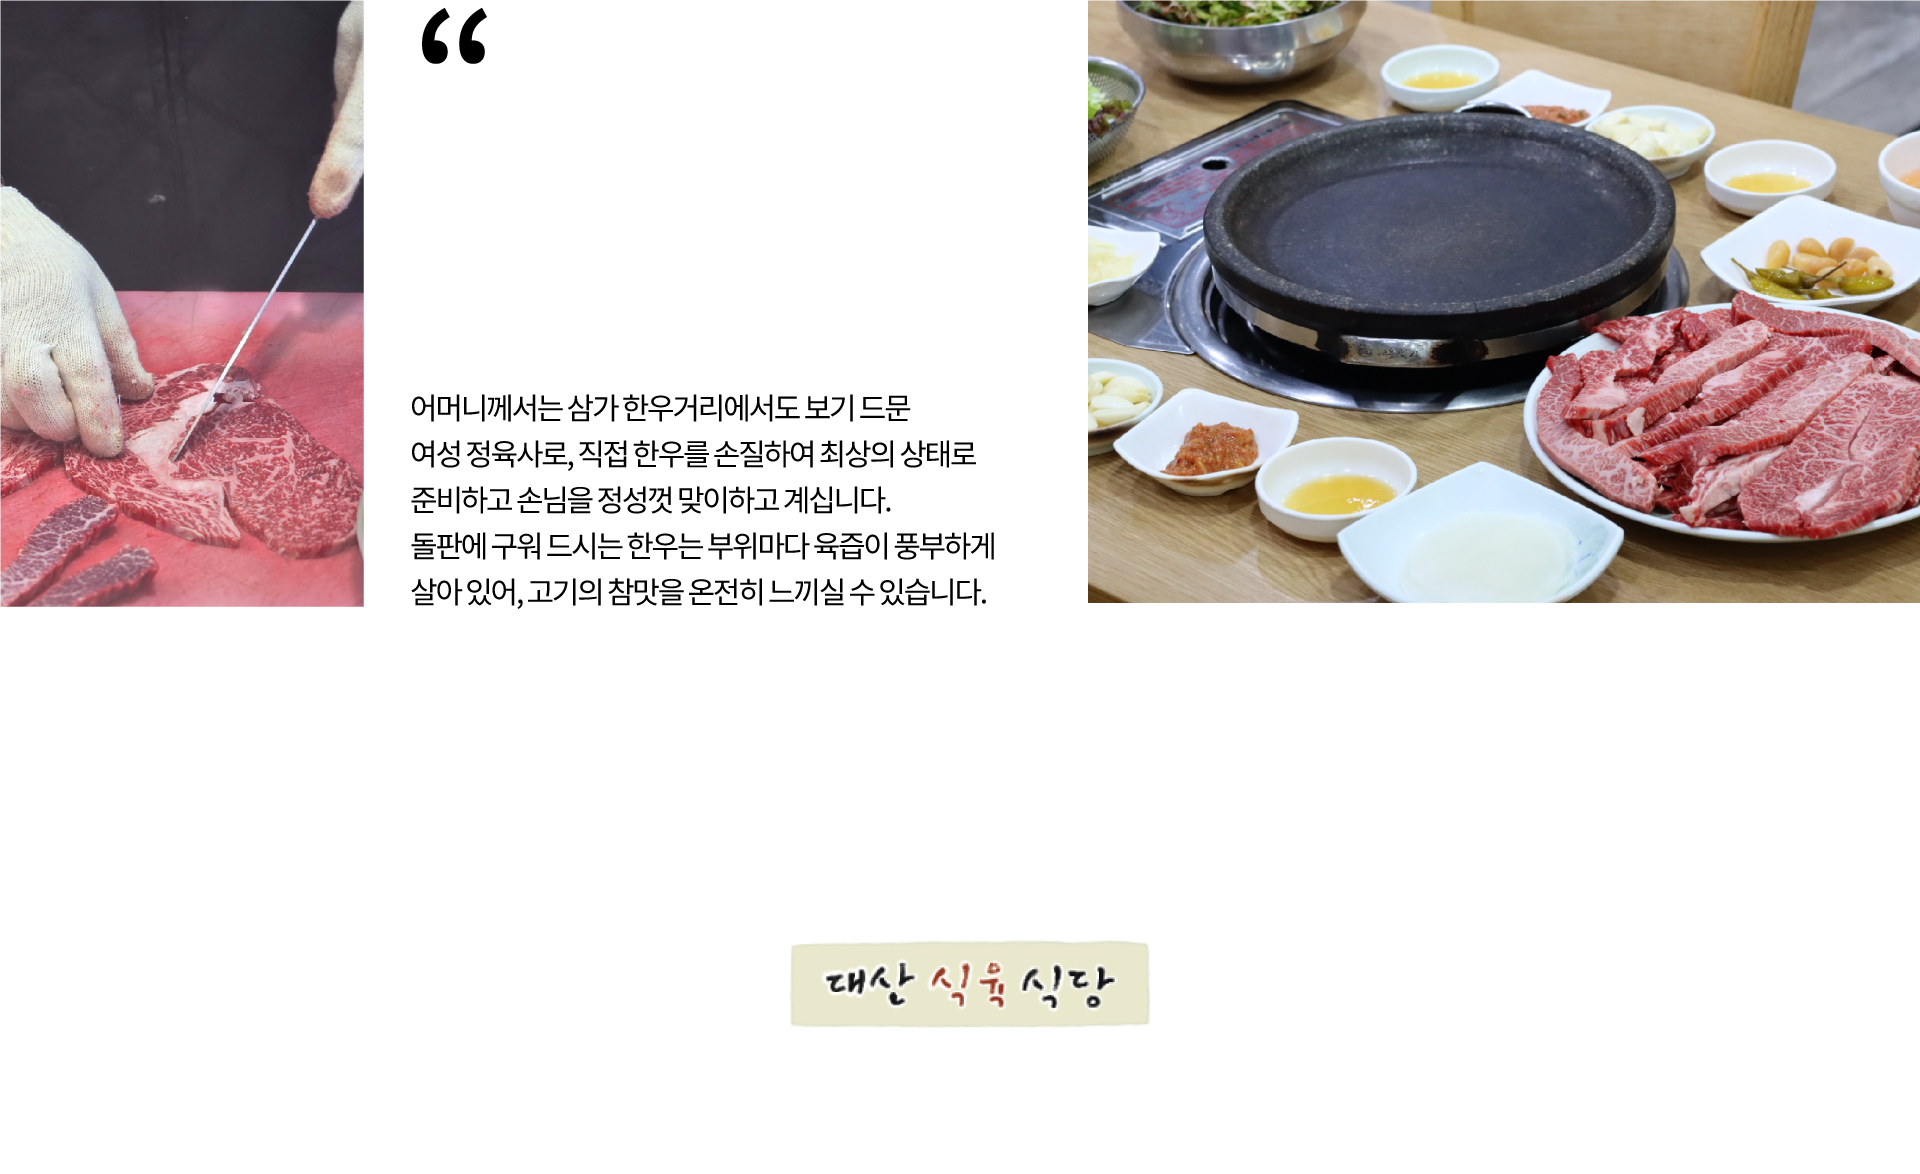 “
어머니께서는 삼가 한우거리에서도 보기 드문
여성 정육사로, 직접 한우를 손질하여 최상의 상태로
준비하고 손님을 정성껏 맞이하고 계십니다.
돌판에 구워 드시는 한우는 부위마다 육즙이 풍부하게
살아 있어, 고기의 참맛을 온전히 느끼실 수 있습니다.
대산 식육 식당